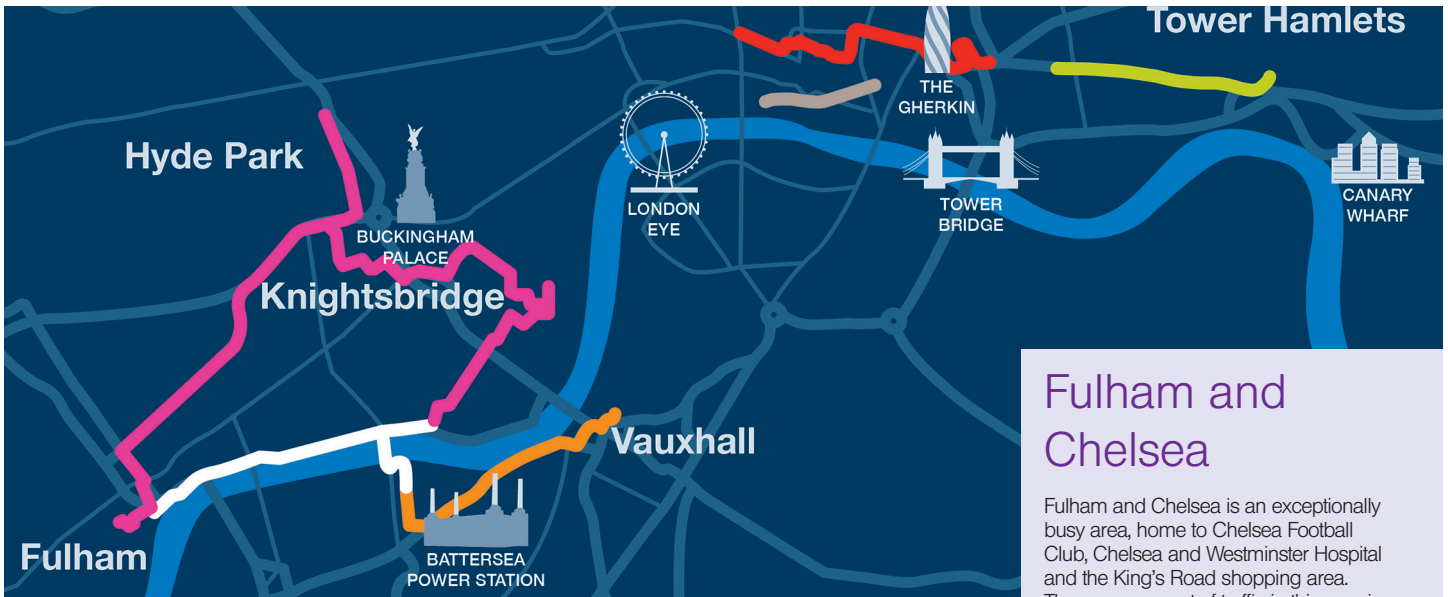 Tower Hamlets
THE
GHERKIN
Hyde Park
CANARY
WHARF
LONDON
EYE
TOWER
BRIDGE
BUCKINGHAM
PALACE
Knightsbridge
Fulham and
Chelsea
Vauxhall
Fulham and Chelsea is an exceptionally
busy area, home to Chelsea Football
Club, Chelsea and Westminster Hospital
and the King's Road shopping area.
Fulham
BATTERSEA
POWER STATION